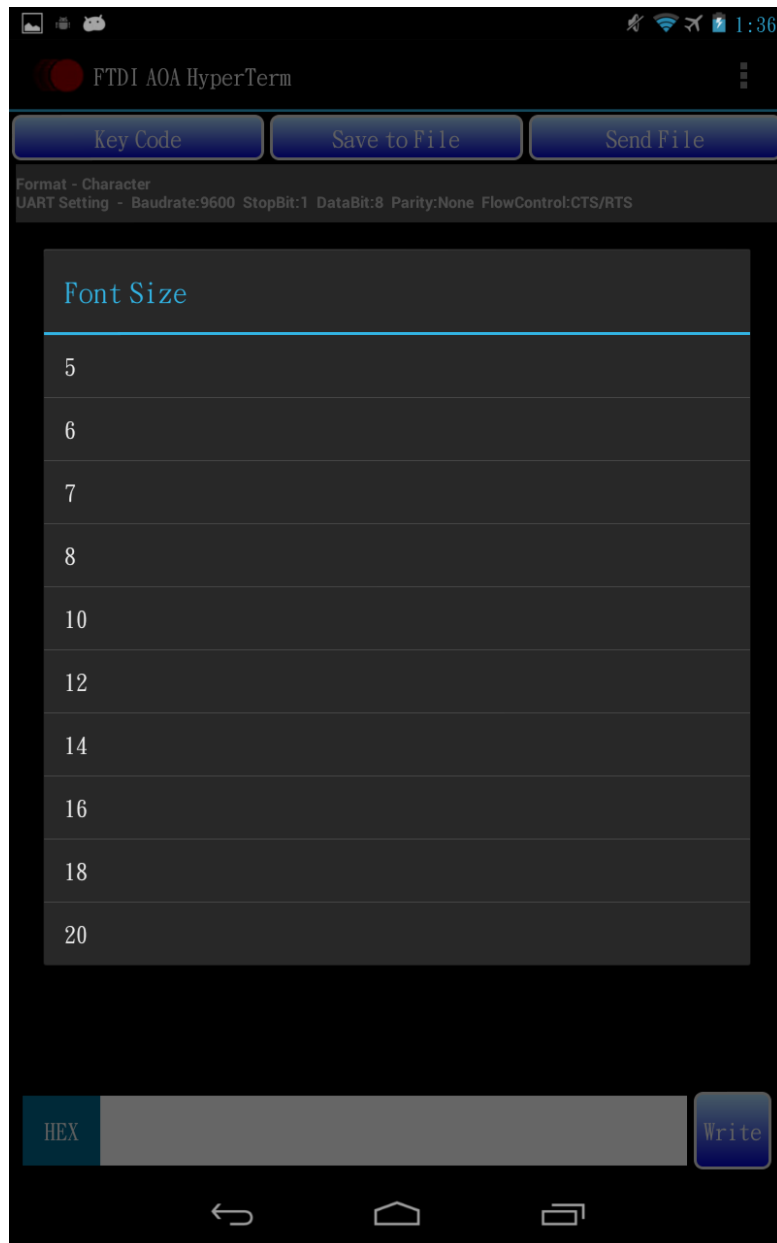 1:36
FTDI AOA HyperTerm
Key Code Save to File Send File
Format - Character
UART Setting - Baudrate:9600 StopBit:1 DataBit:8 Parity:None FlowControl:CTS/RTS
Font Size
5
6
7
8
10
12
14
16
18
20
HEX Write